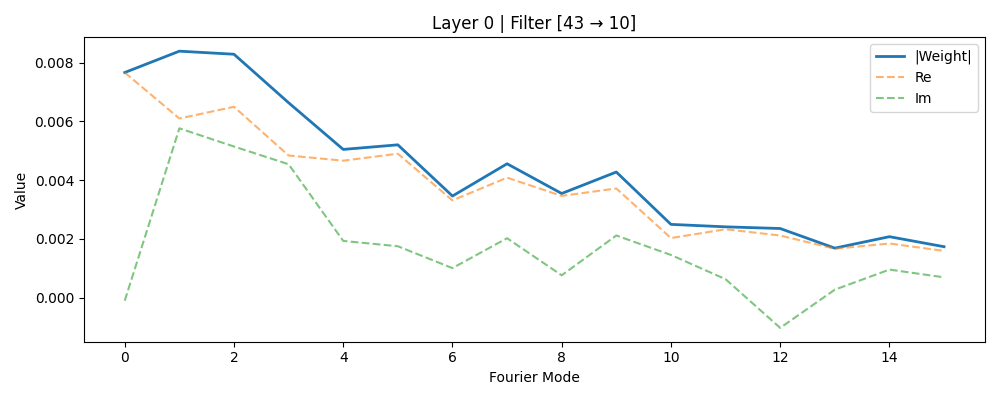 Layer 0 | Filter [43 → 10]
|Weight|
Re
Im
Value
0.008
0.006
0.004
0.002
0.000
0 2 4 6 8 10 12 14
Fourier Mode